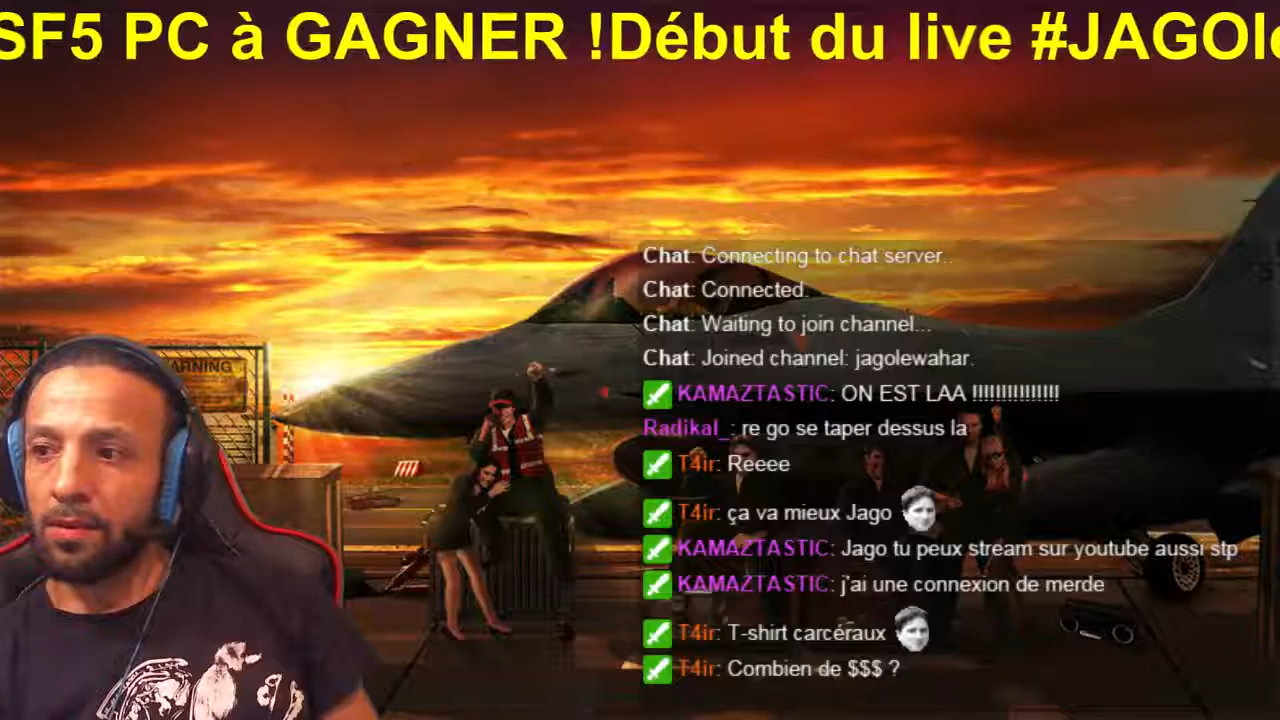 SF5 PC à GAGNER !Début du live #JAGOle
WARNING
Chat: Connecting to chat server..
Chat: Connected.
Chat: Waiting to join channel...
Chat: Joined channel: jagolewahar.
KAMAZTASTIC: ON EST LAA !!!!!!!!!!!!!!!
Radikal_: re go se taper dessus la
T4ir: Reeee
T4ir: ça va mieux Jago
KAMAZTASTIC: Jago tu peux stream sur youtube aussi stp
KAMAZTASTIC: j'ai une connexion de merde
T4ir: T-shirt carcéraux
T4ir: Combien de $$$ ?